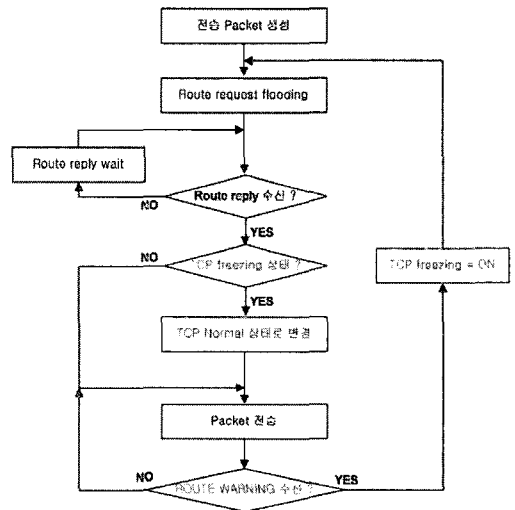 전송 Packet 생성
Route request flooding
Route reply wait
Route reply 수신 ?
NO
YES
NO
TCP freezing 상태 ?
TCP freezing = ON
YES
TCP Normal 상태로 변경
Packet 전송
NO
ROUTE WARNING 수신 ?
YES